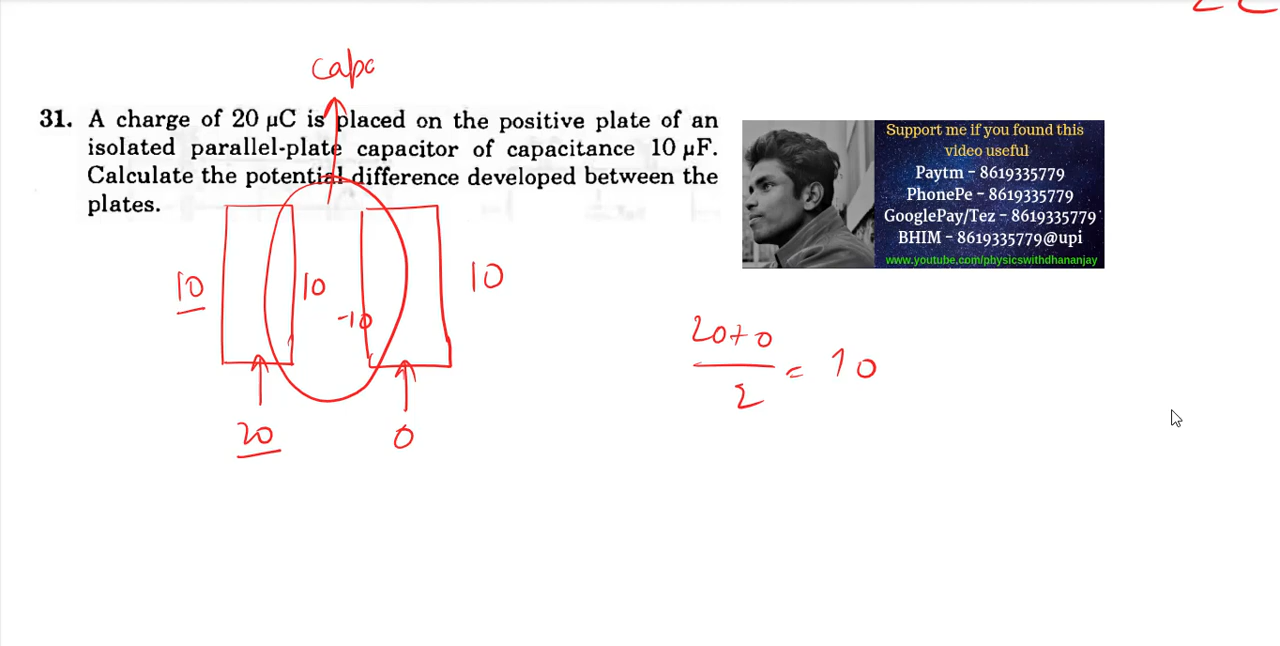 capa
31. A charge of 20 μC is placed on the positive plate of an
isolated parallel-plate capacitor of capacitance 10 μF.
Calculate the potential difference developed between the
plates.
Support me if you found this
video useful
Paytm - 8619335779
PhonePe - 8619335779
GooglePay/Tez - 8619335779
BHIM - 8619335779@upi
www.youtube.com/physicswithdhananjay
10 10 -10 10
20 0
20+0
2
= 10